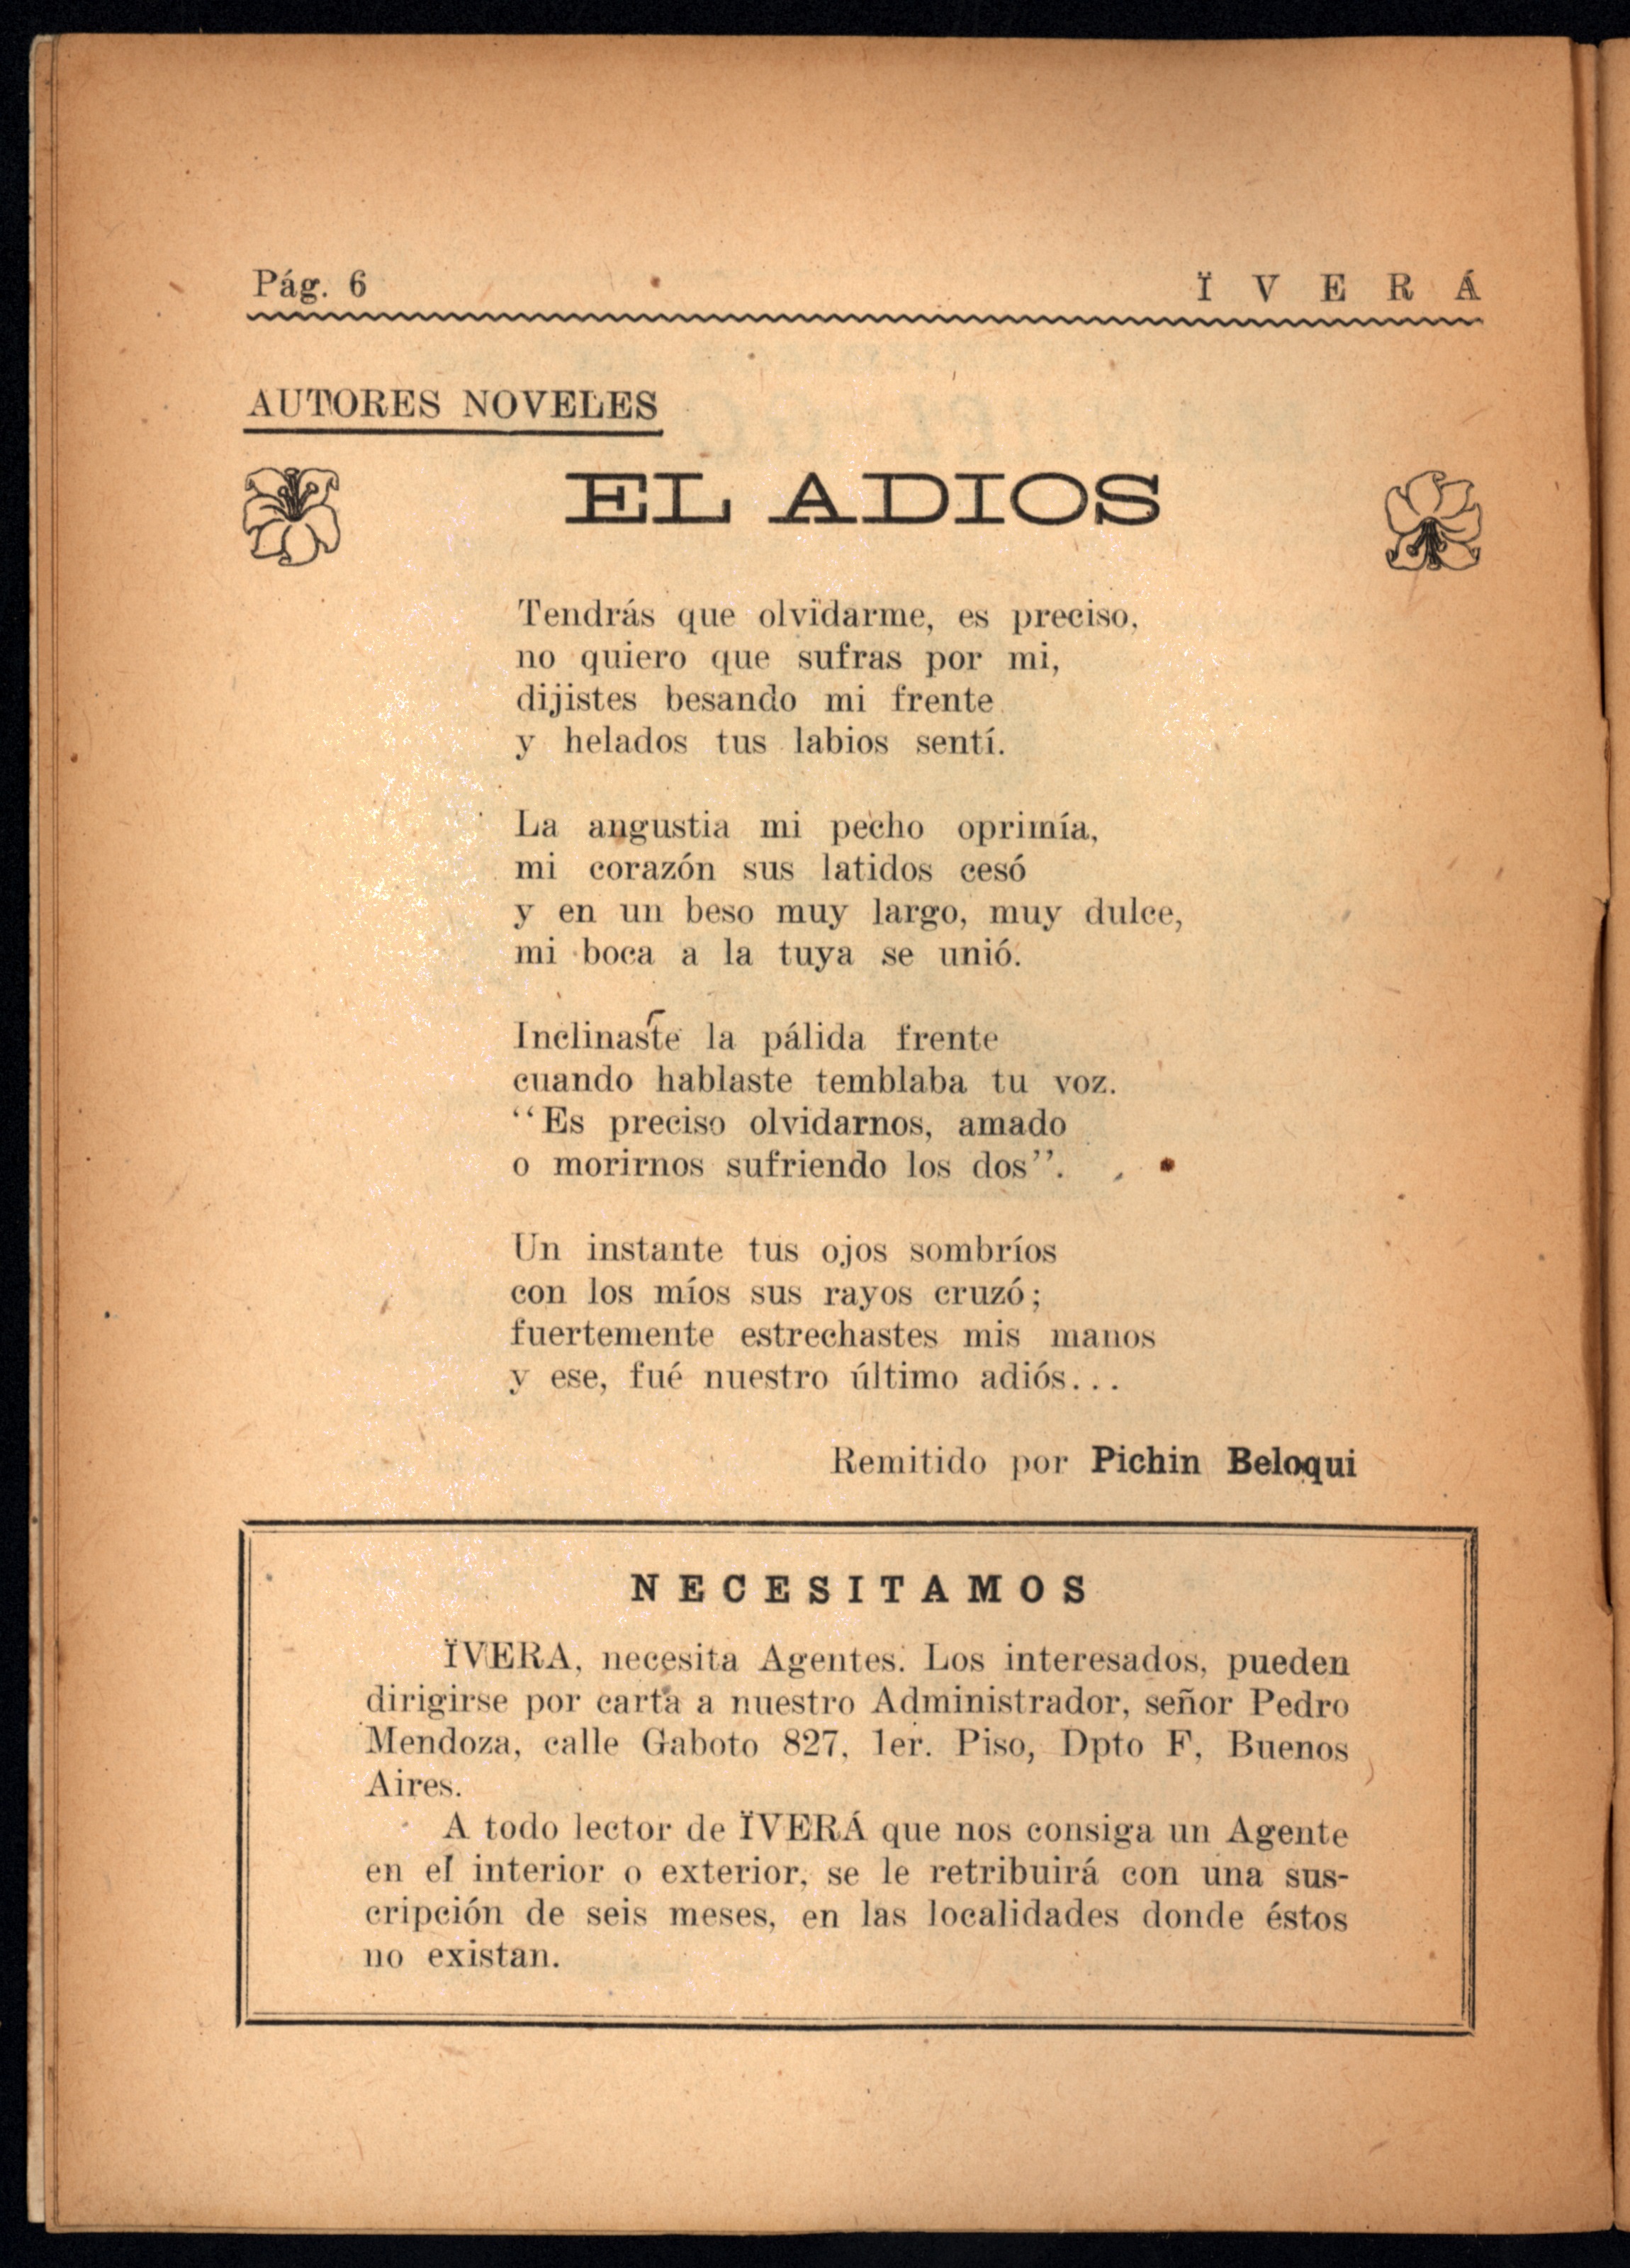 Pág. 6
Ï V E R Á
AUTORES NOVELES
EL ADIOS
Tendrás que olvidarme, es preciso,
no quiero que sufras por mi,
dijistes besando mi frente
y helados tus labios sentí.
La angustia mi pecho oprimía,
mi corazón sus latidos cesó
y en un beso muy largo, muy dulce,
mi boca a la tuya se unió.
Inclinaste la pálida frente
cuando hablaste temblaba tu voz.
“Es preciso olvidarnos, amado
o morirnos sufriendo los dos”.
Un instante tus ojos sombríos
con los míos sus rayos cruzó;
fuertemente estrechastes mis manos
y ese, fué nuestro último adiós...
Remitido por Pichin Beloqui
NECESITAMOS
ÏVERA, necesita Agentes. Los interesados, pueden
dirigirse por carta a nuestro Administrador, señor Pedro
Mendoza, calle Gaboto 827, 1er. Piso, Dpto F, Buenos
Aires.
A todo lector de ÏVERÁ que nos consiga un Agente
en el interior o exterior, se le retribuirá con una sus-
cripción de seis meses, en las localidades donde éstos
no existan.